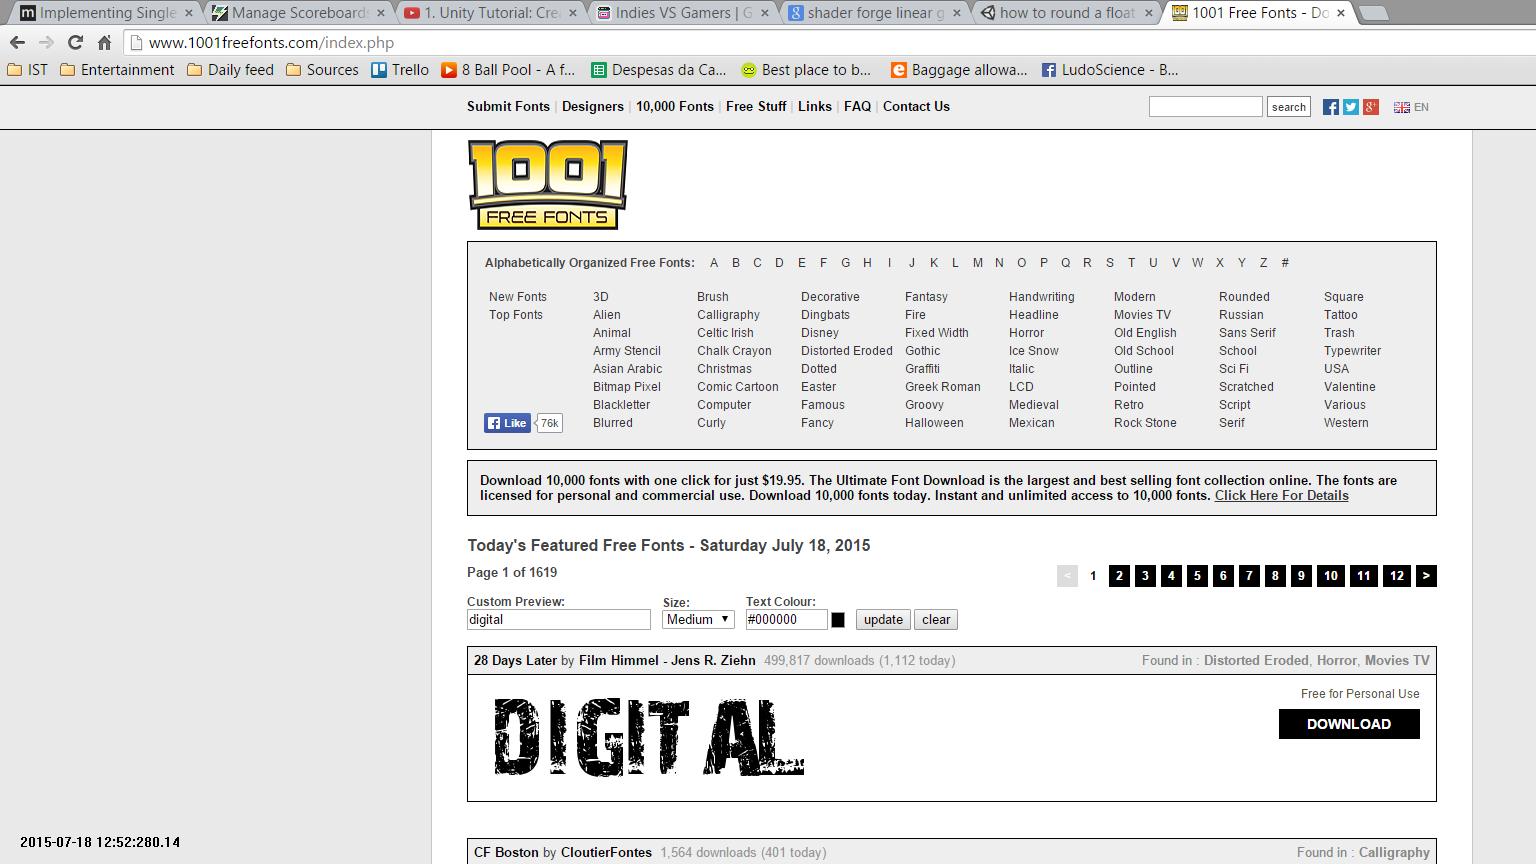 Implementing Single
Manage Scoreboards
1. Unity Tutorial: Cre
Indies VS Gamers | G
shader forge linear g
how to round a float
1001 Free Fonts - Do
www.1001freefonts.com/index.php
IST Entertainment Daily feed Sources Trello 8 Ball Pool - A f... Despesas da Ca... Best place to b... Baggage allowa... LudoScience - B...
Submit Fonts | Designers | 10,000 Fonts | Free Stuff | Links | FAQ | Contact Us search EN
1001
FREE FONTS
Alphabetically Organized Free Fonts: A B C D E F G H I J K L M N O P Q R S T U V W X Y Z #
New Fonts 3D Brush Decorative Fantasy Handwriting Modern Rounded Square
Top Fonts Alien Calligraphy Dingbats Fire Headline Movies TV Russian Tattoo
Animal Celtic Irish Disney Fixed Width Horror Old English Sans Serif Trash
Army Stencil Chalk Crayon Distorted Eroded Gothic Ice Snow Old School School Typewriter
Asian Arabic Christmas Dotted Graffiti Italic Outline Sci Fi USA
Bitmap Pixel Comic Cartoon Easter Greek Roman LCD Pointed Scratched Valentine
Blackletter Computer Famous Groovy Medieval Retro Script Various
Like 76k Blurred Curly Fancy Halloween Mexican Rock Stone Serif Western
Download 10,000 fonts with one click for just $19.95. The Ultimate Font Download is the largest and best selling font collection online. The fonts are
licensed for personal and commercial use. Download 10,000 fonts today. Instant and unlimited access to 10,000 fonts. Click Here For Details
Today's Featured Free Fonts - Saturday July 18, 2015
Page 1 of 1619 < 1 2 3 4 5 6 7 8 9 10 11 12 >
Custom Preview: Size: Text Colour:
digital Medium #000000 update clear
28 Days Later by Film Himmel - Jens R. Ziehn 499,817 downloads (1,112 today) Found in : Distorted Eroded, Horror, Movies TV
Free for Personal Use
DIGITAL DOWNLOAD
2015-07-18 12:52:280.14
CF Boston by CloutierFontes 1,564 downloads (401 today) Found in : Calligraphy